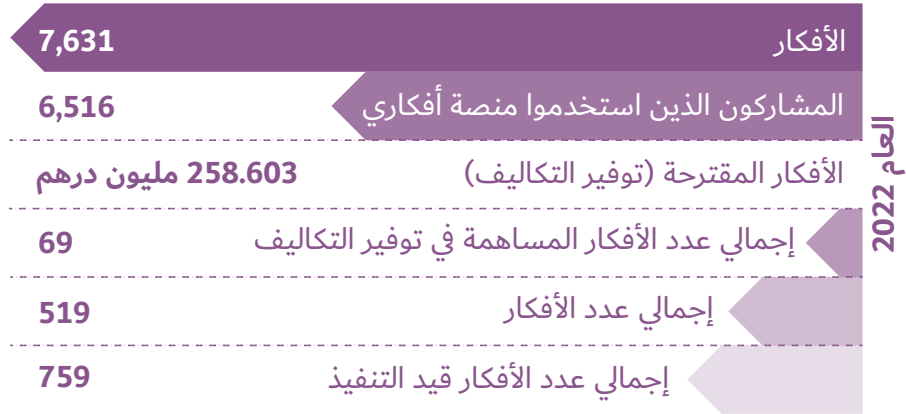 العام 2022
الأفكار 7,631
المشاركون الذين استخدموا منصة أفكاري 6,516
الأفكار المقترحة (توفير التكاليف) 258.603 مليون درهم
إجمالي عدد الأفكار المساهمة في توفير التكاليف 69
إجمالي عدد الأفكار 519
إجمالي عدد الأفكار قيد التنفيذ 759